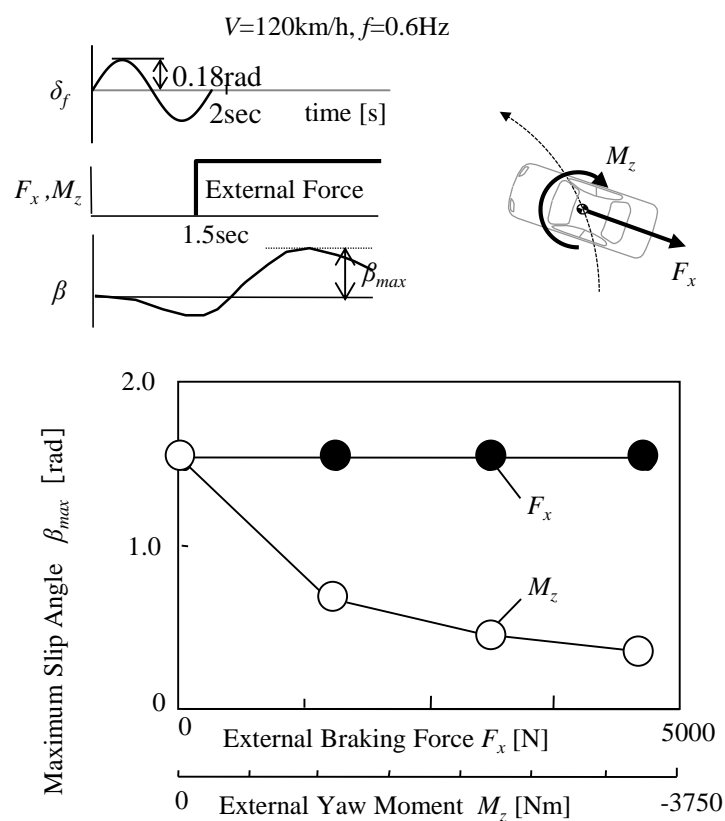 V=120km/h, f=0.6Hz
δf
0.18rad
2sec
time [s]
Fx ,Mz
External Force
1.5sec
β
βmax
Mz
Fx
Maximum Slip Angle βmax [rad]
2.0
1.0
0
Fx
Mz
0
External Braking Force Fx [N]
5000
0
External Yaw Moment Mz [Nm]
-3750